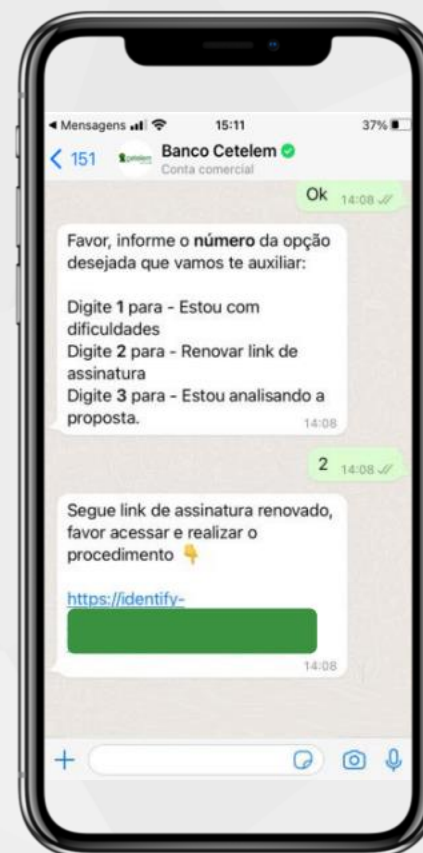 Mensagens 15:11 37%
151 cetelem Banco Cetelem
Conta comercial
Ok 14:08
Favor, informe o número da opção
desejada que vamos te auxiliar:
Digite 1 para - Estou com
dificuldades
Digite 2 para - Renovar link de
assinatura
Digite 3 para - Estou analisando a
proposta.
14:08
2 14:08
Segue link de assinatura renovado,
favor acessar e realizar o
procedimento 👇
https://identify-
14:08